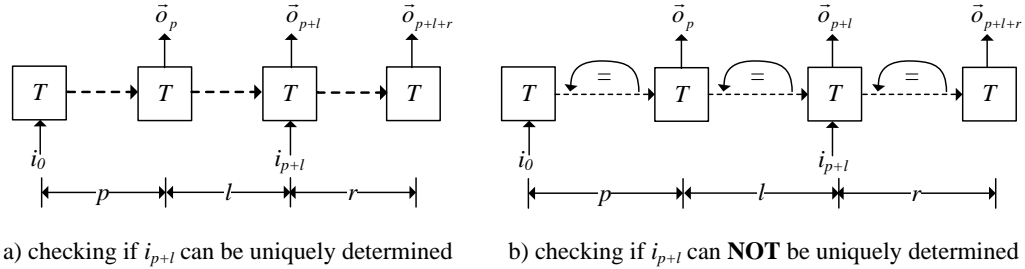 o⃗ₚ o⃗ₚ₊ₗ o⃗ₚ₊ₗ₊ᵣ
T T T T
i₀ iₚ₊ₗ
p l r
a) checking if iₚ₊ₗ can be uniquely determined
o⃗ₚ o⃗ₚ₊ₗ o⃗ₚ₊ₗ₊ᵣ
= = =
T T T T
i₀ iₚ₊ₗ
p l r
b) checking if iₚ₊ₗ can NOT be uniquely determined